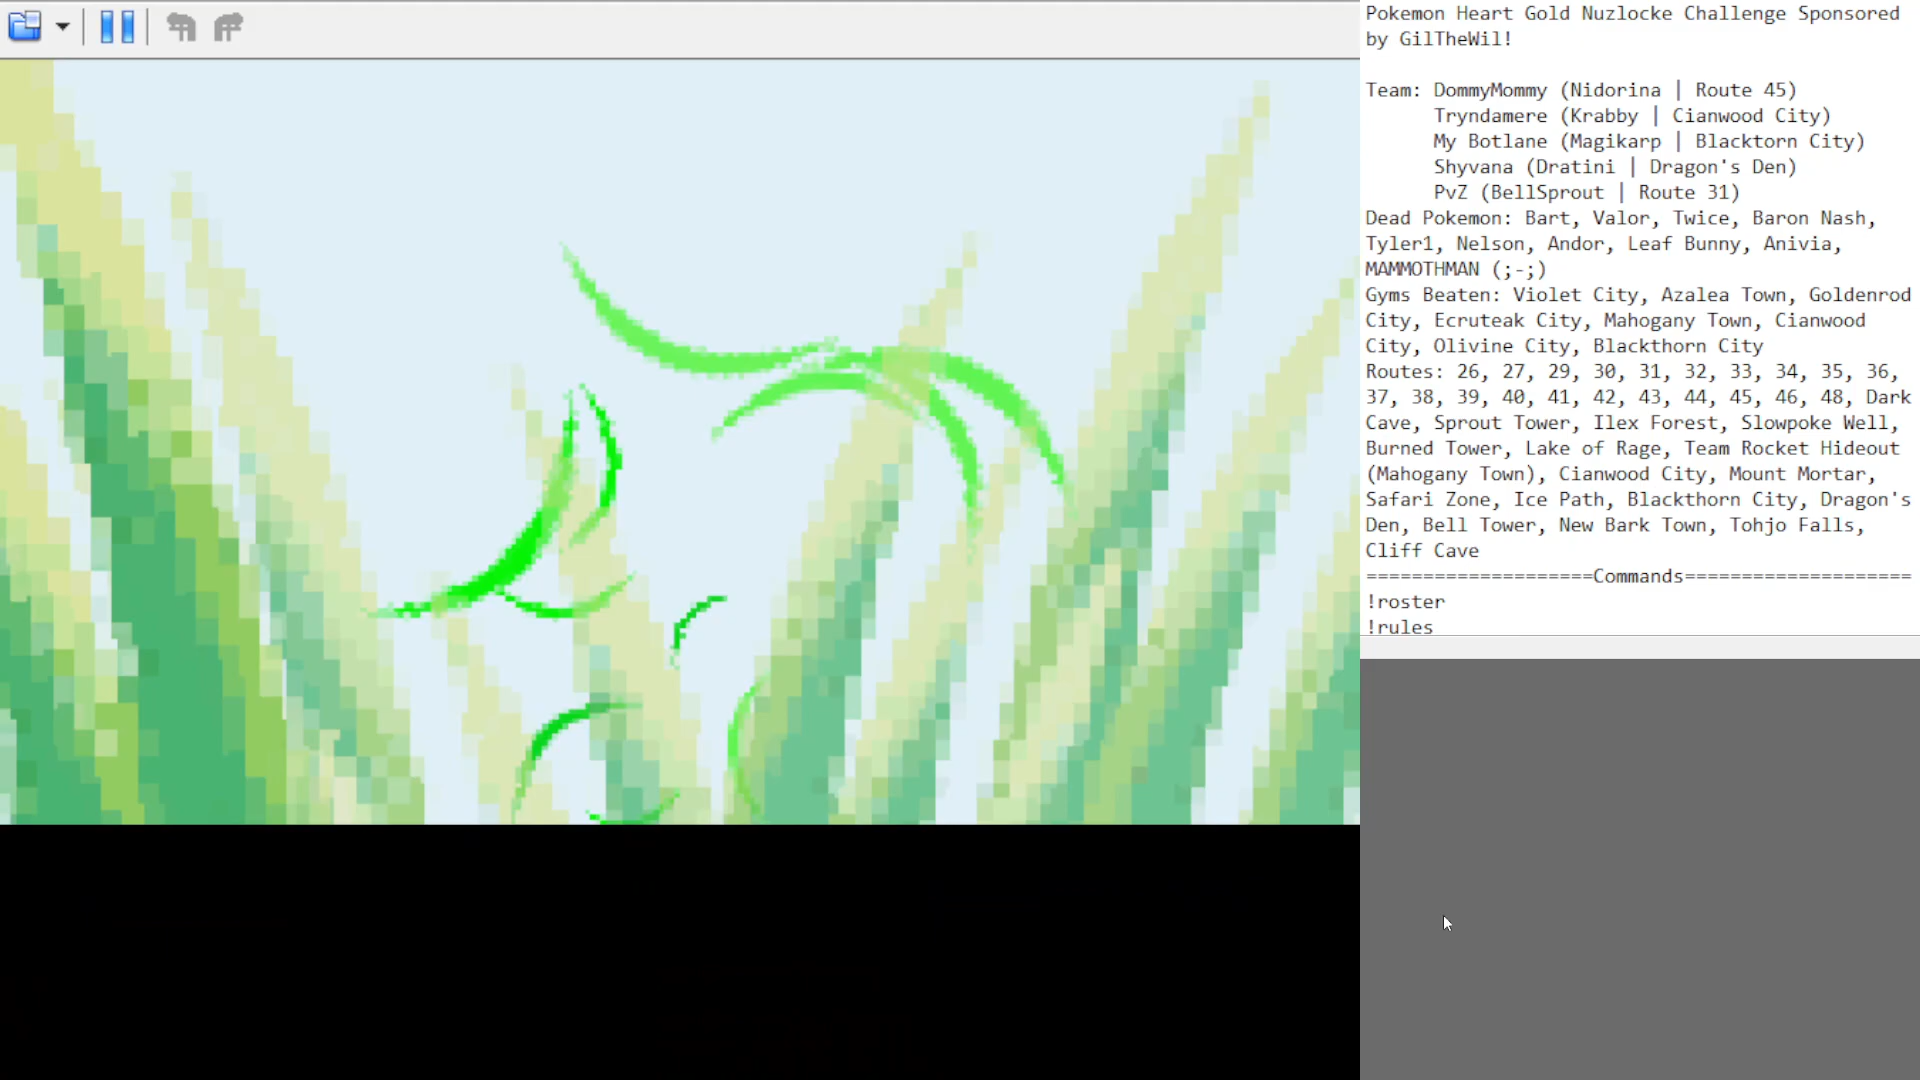 Pokemon Heart Gold Nuzlocke Challenge Sponsored
by GilTheWil!
Team: DommyMommy (Nidorina | Route 45)
Tryndamere (Krabby | Cianwood City)
My Botlane (Magikarp | Blacktorn City)
Shyvana (Dratini | Dragon's Den)
PvZ (BellSprout | Route 31)
Dead Pokemon: Bart, Valor, Twice, Baron Nash,
Tyler1, Nelson, Andor, Leaf Bunny, Anivia,
MAMMOTHMAN (;-;)
Gyms Beaten: Violet City, Azalea Town, Goldenrod
City, Ecruteak City, Mahogany Town, Cianwood
City, Olivine City, Blackthorn City
Routes: 26, 27, 29, 30, 31, 32, 33, 34, 35, 36,
37, 38, 39, 40, 41, 42, 43, 44, 45, 46, 48, Dark
Cave, Sprout Tower, Ilex Forest, Slowpoke Well,
Burned Tower, Lake of Rage, Team Rocket Hideout
(Mahogany Town), Cianwood City, Mount Mortar,
Safari Zone, Ice Path, Blackthorn City, Dragon's
Den, Bell Tower, New Bark Town, Tohjo Falls,
Cliff Cave
====================Commands====================
!roster
!rules